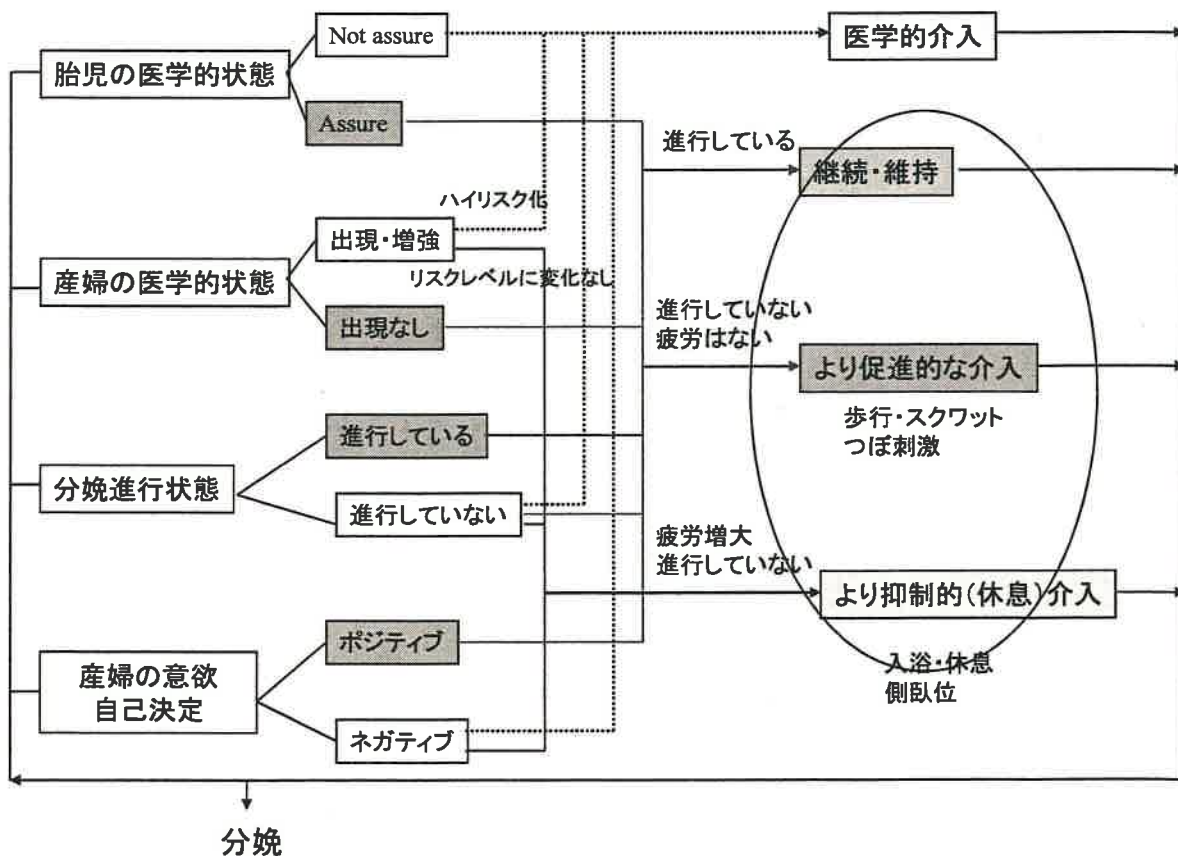 Not assure
医学的介入
胎児の医学的状態
Assure
進行している
継続・維持
ハイリスク化
出現・増強
産婦の医学的状態
リスクレベルに変化なし
出現なし
進行していない
疲労はない
より促進的な介入
歩行・スクワット
つぼ刺激
進行している
分娩進行状態
進行していない
疲労増大
進行していない
より抑制的(休息)介入
ポジティブ
入浴・休息
側臥位
産婦の意欲
自己決定
ネガティブ
分娩